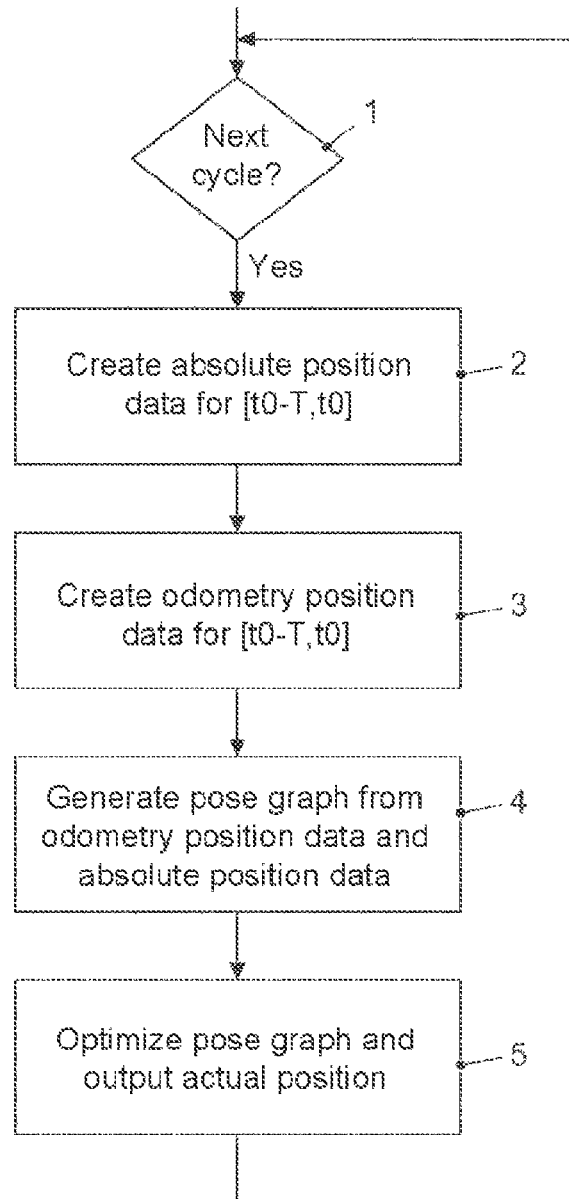 1
Next
cycle?
Yes
Create absolute position
data for [t0-T,t0]
2
Create odometry position
data for [t0-T,t0]
3
Generate pose graph from
odometry position data and
absolute position data
4
Optimize pose graph and
output actual position
5